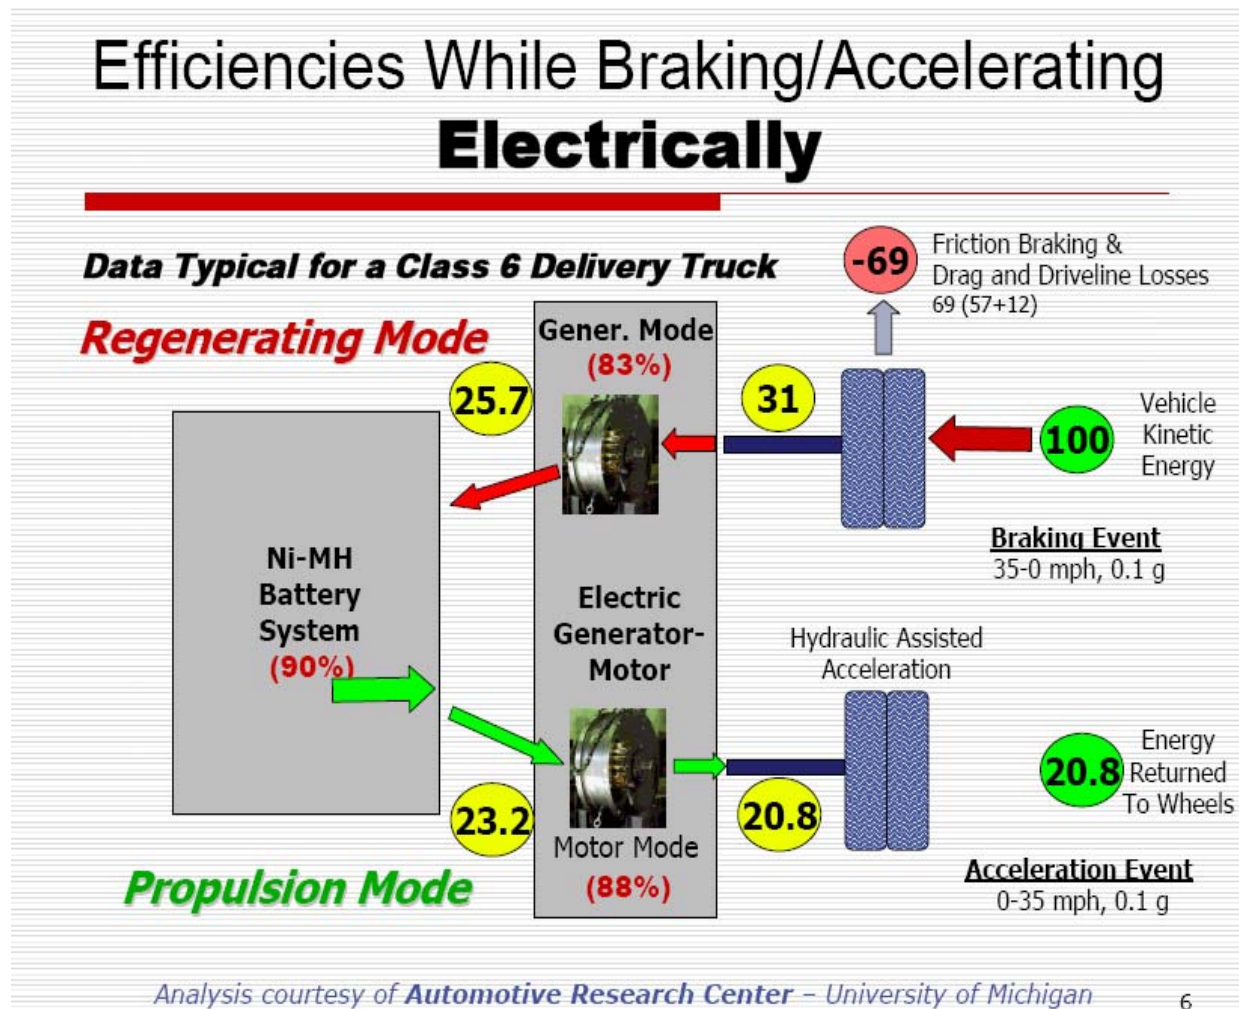 Efficiencies While Braking/Accelerating
Electrically
Data Typical for a Class 6 Delivery Truck
-69
Friction Braking &
Drag and Driveline Losses
69 (57+12)
Regenerating Mode
Gener. Mode
(83%)
25.7
31
100
Vehicle
Kinetic
Energy
Braking Event
35-0 mph, 0.1 g
Ni-MH
Battery
System
(90%)
Electric
Generator-
Motor
Hydraulic Assisted
Acceleration
23.2
20.8
20.8
Energy
Returned
To Wheels
Motor Mode
(88%)
Propulsion Mode
Acceleration Event
0-35 mph, 0.1 g
Analysis courtesy of Automotive Research Center – University of Michigan
6